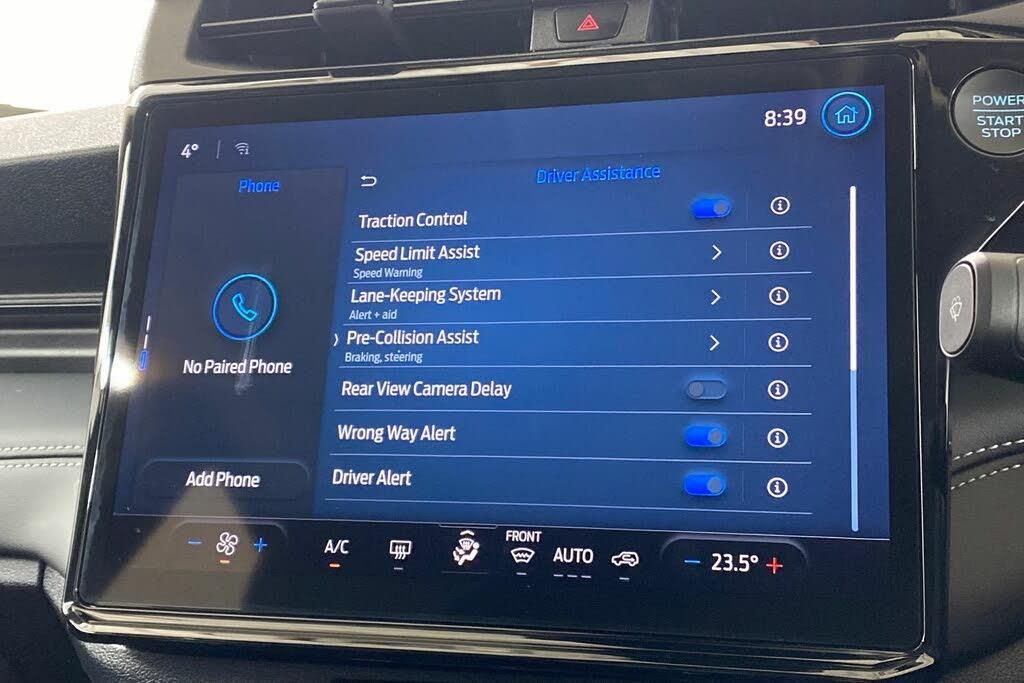 POWER
START
STOP
8:39
4°
Phone
Driver Assistance
Traction Control
Speed Limit Assist
Speed Warning
Lane-Keeping System
Alert + aid
Pre-Collision Assist
Braking, steering
No Paired Phone
Rear View Camera Delay
Wrong Way Alert
Driver Alert
Add Phone
A/C
FRONT
AUTO
23.5°